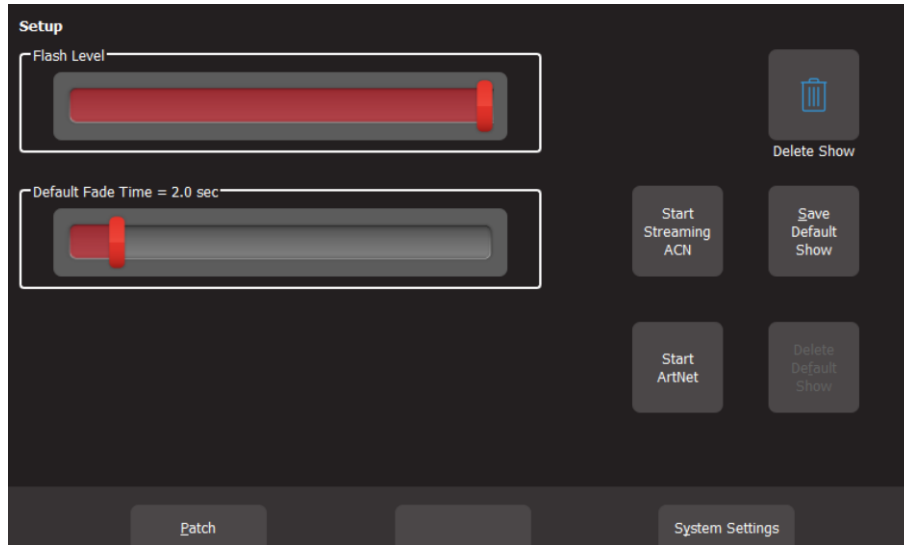 Setup
Flash Level
Delete Show
Default Fade Time = 2.0 sec
Start
Streaming
ACN
Save
Default
Show
Start
ArtNet
Delete
Default
Show
Patch
System Settings